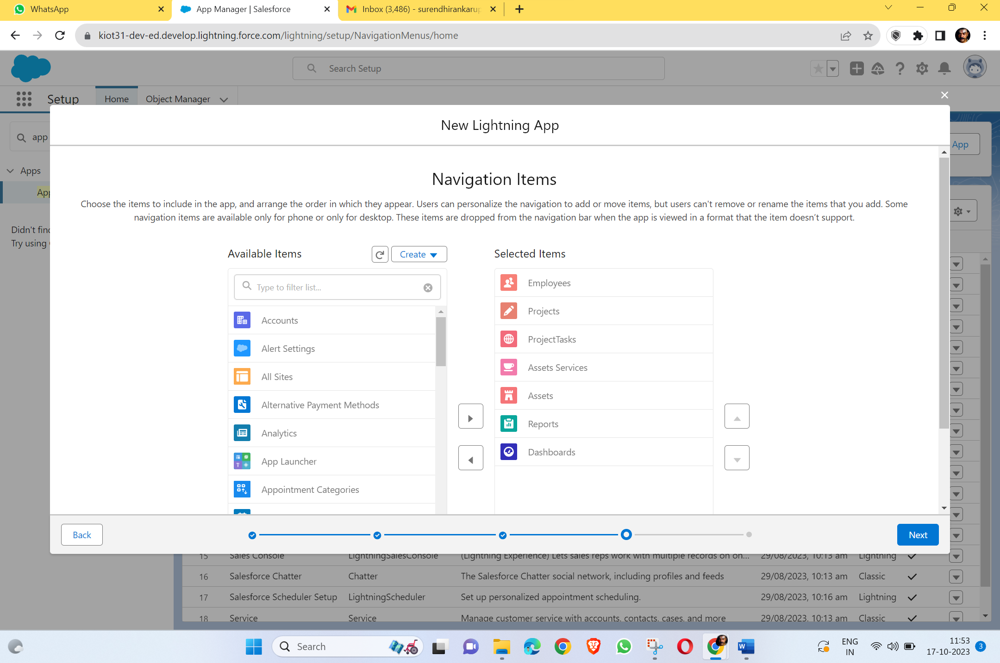 WhatsApp
App Manager | Salesforce
Inbox (3,486) - surendhirankarup
kiot31-dev-ed.develop.lightning.force.com/lightning/setup/NavigationMenus/home
Search Setup
Setup
Home
Object Manager
New Lightning App
app
App
Apps
App
Didn't find
Try using
Navigation Items
Choose the items to include in the app, and arrange the order in which they appear. Users can personalize the navigation to add or move items, but users can't remove or rename the items that you add. Some
navigation items are available only for phone or only for desktop. These items are dropped from the navigation bar when the app is viewed in a format that the item doesn’t support.
Available Items
Create
Type to filter list...
Accounts
Alert Settings
All Sites
Alternative Payment Methods
Analytics
App Launcher
Appointment Categories
Selected Items
Employees
Projects
ProjectTasks
Assets Services
Assets
Reports
Dashboards
Back
Next
15 Sales Console LightningSalesConsole (Lightning Experience) Lets sales reps work with multiple records on on... 29/08/2023, 10:13 am Lightning
16 Salesforce Chatter Chatter The Salesforce Chatter social network, including profiles and feeds 29/08/2023, 10:13 am Classic
17 Salesforce Scheduler Setup LightningScheduler Set up personalized appointment scheduling. 29/08/2023, 10:16 am Lightning
18 Service Service Manage customer service with accounts, contacts, cases, and more 29/08/2023, 10:13 am Classic
Search
ENG
IN
11:53
17-10-2023
3